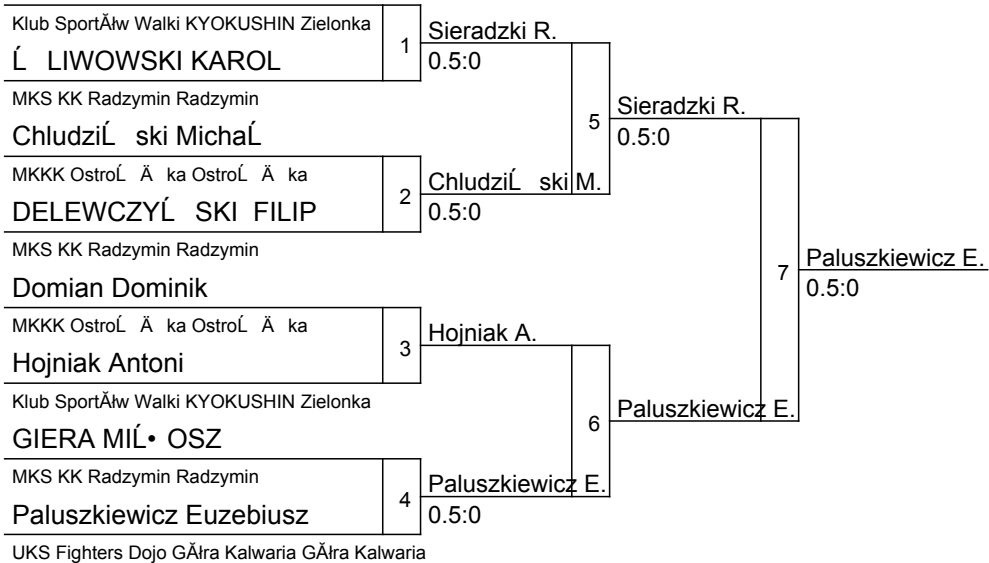 Klub SportĂłw Walki KYOKUSHIN Zielonka
Ĺ LIWOWSKI KAROL
MKS KK Radzymin Radzymin
ChludziĹ ski MichaĹ
MKKK OstroĹ Ä ka OstroĹ Ä ka
DELEWCZYĹ SKI FILIP
MKS KK Radzymin Radzymin
Domian Dominik
MKKK OstroĹ Ä ka OstroĹ Ä ka
Hojniak Antoni
Klub SportĂłw Walki KYOKUSHIN Zielonka
GIERA MIĹ• OSZ
MKS KK Radzymin Radzymin
Paluszkiewicz Euzebiusz
UKS Fighters Dojo GĂłra Kalwaria GĂłra Kalwaria
1
2
3
4
Sieradzki R.
0.5:0
ChludziĹ ski M.
0.5:0
Hojniak A.
Paluszkiewicz E.
0.5:0
5
6
Sieradzki R.
0.5:0
Paluszkiewicz E.
7
Paluszkiewicz E.
0.5:0